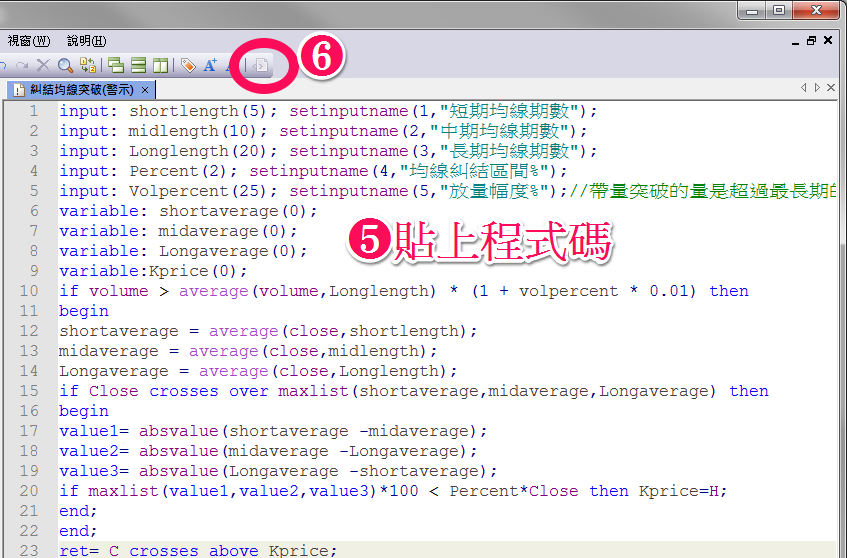 視窗(W) 說明(H)
6
糾結均線突破(警示)
1 input: shortlength(5); setinputname(1,"短期均線期數");
2 input: midlength(10); setinputname(2,"中期均線期數");
3 input: Longlength(20); setinputname(3,"長期均線期數");
4 input: Percent(2); setinputname(4,"均線糾結區間%");
5 input: Volpercent(25); setinputname(5,"放量幅度%");//帶量突破的量是超過最長期的
6 variable: shortaverage(0);
7 variable: midaverage(0);
8 variable: Longaverage(0);
9 variable:Kprice(0);
5貼上程式碼
10 if volume > average(volume,Longlength) * (1 + volpercent * 0.01) then
11 begin
12 shortaverage = average(close,shortlength);
13 midaverage = average(close,midlength);
14 Longaverage = average(close,Longlength);
15 if Close crosses over maxlist(shortaverage,midaverage,Longaverage) then
16 begin
17 value1= absvalue(shortaverage -midaverage);
18 value2= absvalue(midaverage -Longaverage);
19 value3= absvalue(Longaverage -shortaverage);
20 if maxlist(value1,value2,value3)*100 < Percent*Close then Kprice=H;
21 end;
22 end;
23 ret= C crosses above Kprice;